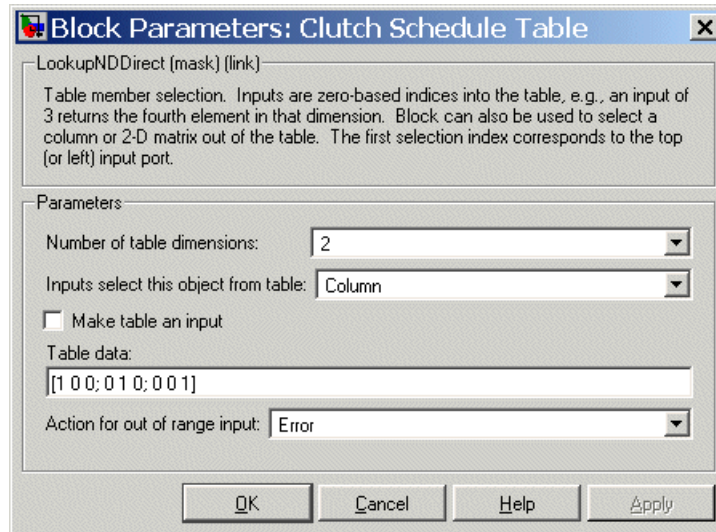 Block Parameters: Clutch Schedule Table
LookupNDDirect (mask) (link)
Table member selection. Inputs are zero-based indices into the table, e.g., an input of
3 returns the fourth element in that dimension. Block can also be used to select a
column or 2-D matrix out of the table. The first selection index corresponds to the top
(or left) input port.
Parameters
Number of table dimensions: 2
Inputs select this object from table: Column
Make table an input
Table data:
[1 0 0; 0 1 0; 0 0 1]
Action for out of range input: Error
OK Cancel Help Apply